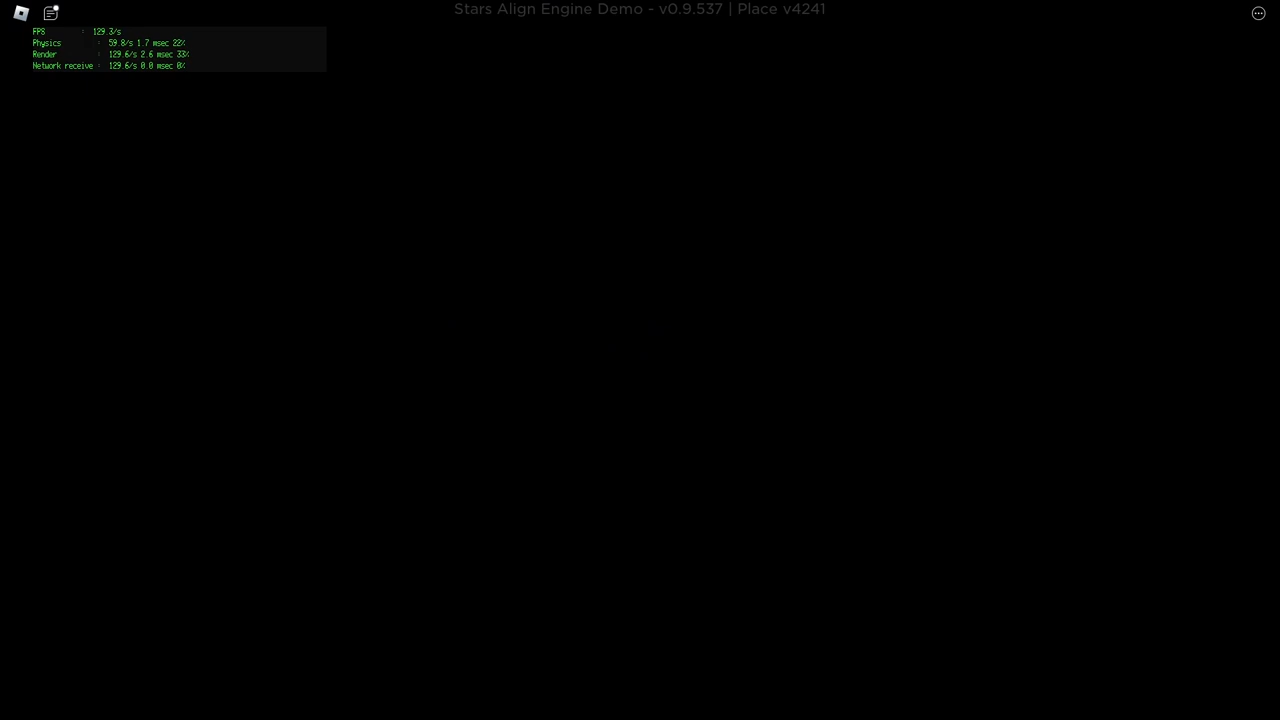 Stars Align Engine Demo - v0.9.537 | Place v4241
FPS : 129.3/s
Physics : 59.8/s 1.7 msec 22%
Render : 129.6/s 2.6 msec 33%
Network receive : 129.6/s 0.0 msec 0%